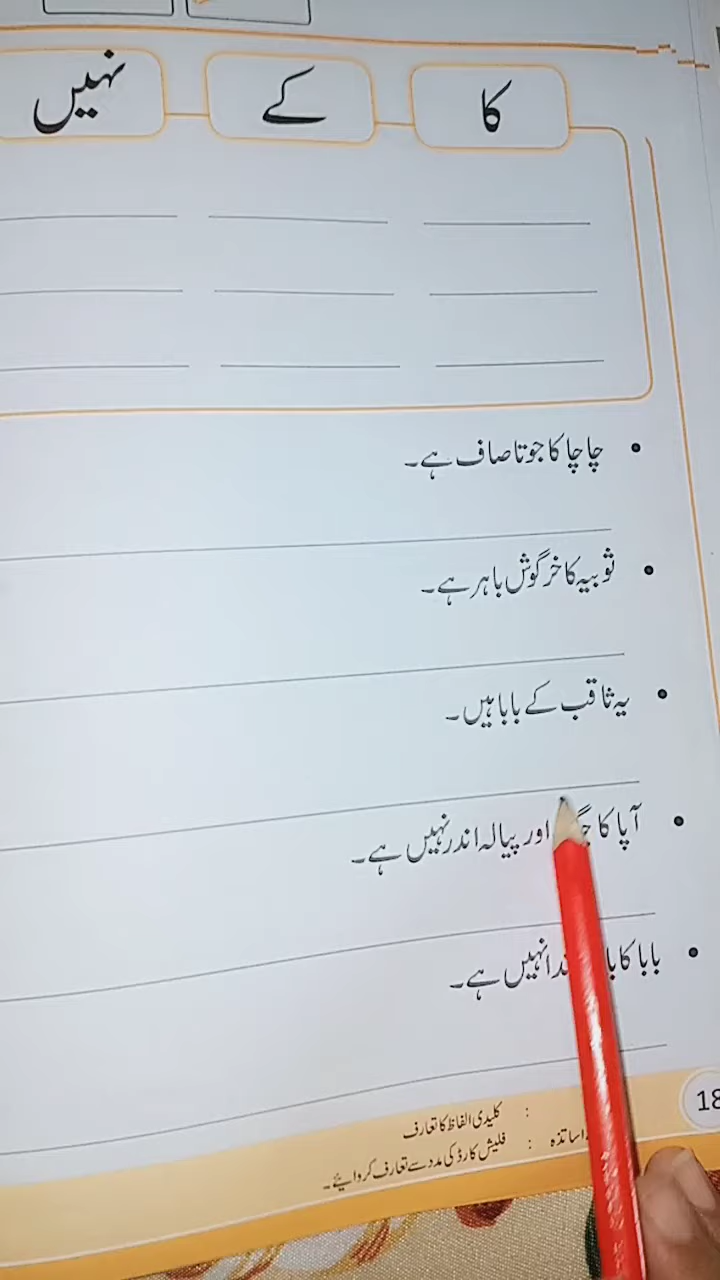 کا کے نہیں
چاچا کا جوتا صاف ہے۔
ثوبیہ کا خرگوش باہر ہے۔
یہ ثاقب کے بابا ہیں۔
آپا کا اور پیالہ اندر نہیں ہے۔
بابا کا نہیں ہے۔
: کلیدی الفاظ کا تعارف
اساتذہ : فلیش کارڈ کی مدد سے تعارف کروایئے۔
18